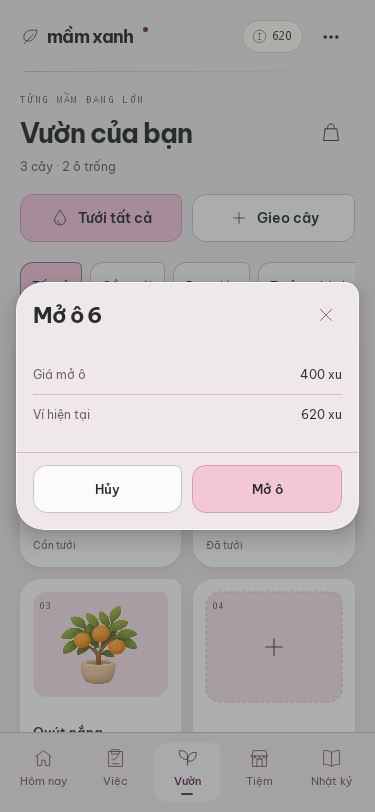 mầm xanh
620
TỪNG MẦM ĐANG LỚN
Vườn của bạn
3 cây · 2 ô trống
Tưới tất cả
Gieo cây
Mở ô 6
Giá mở ô
400 xu
Ví hiện tại
620 xu
Hủy
Mở ô
Cần tưới
Đã tưới
03
04
Quýt nắng
Hôm nay
Việc
Vườn
Tiệm
Nhật ký